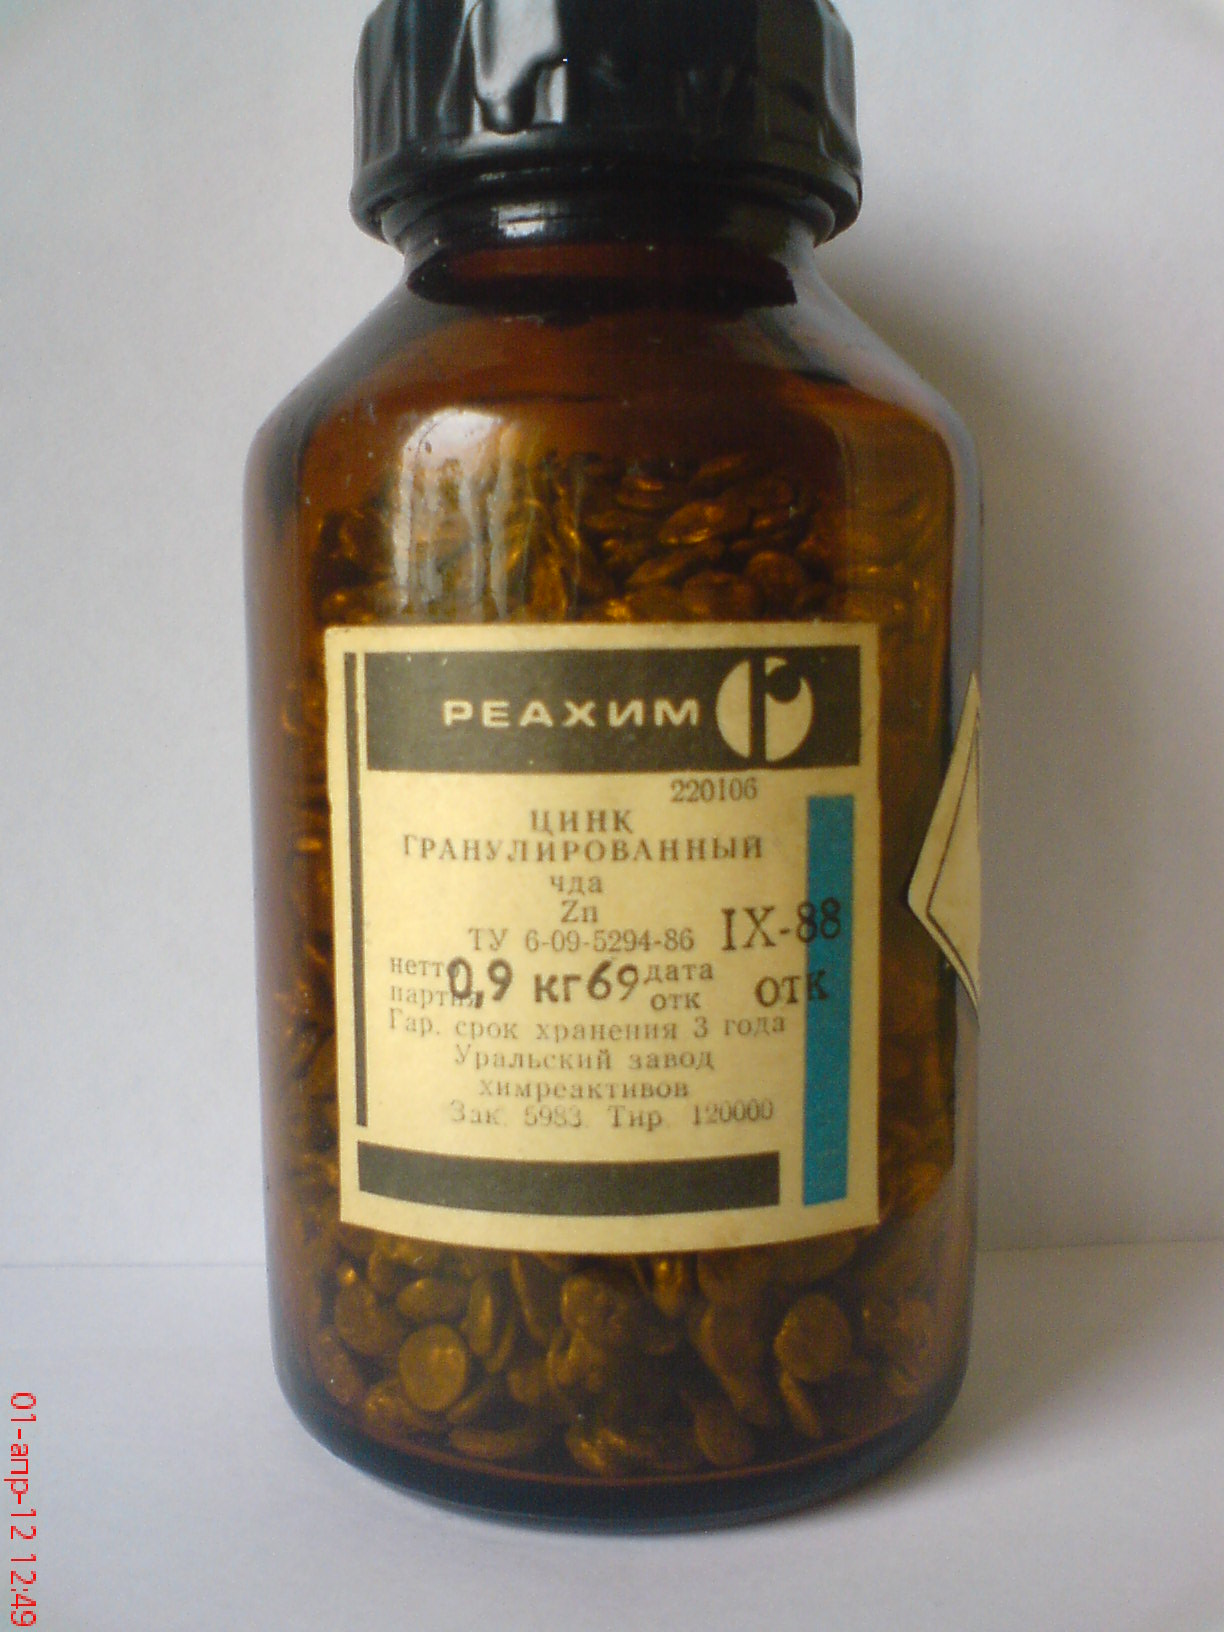 РЕАХИМ
220106
ЦИНК
ГРАНУЛИРОВАННЫЙ
чда
Zn
ТУ 6-09-5294-86 IX-88
нетто 0,9 кг 69 дата
партия отк ОТК
Гар. срок хранения 3 года
Уральский завод
химреактивов
Зак. 5983. Тир. 120000
01-апр-12 12:49